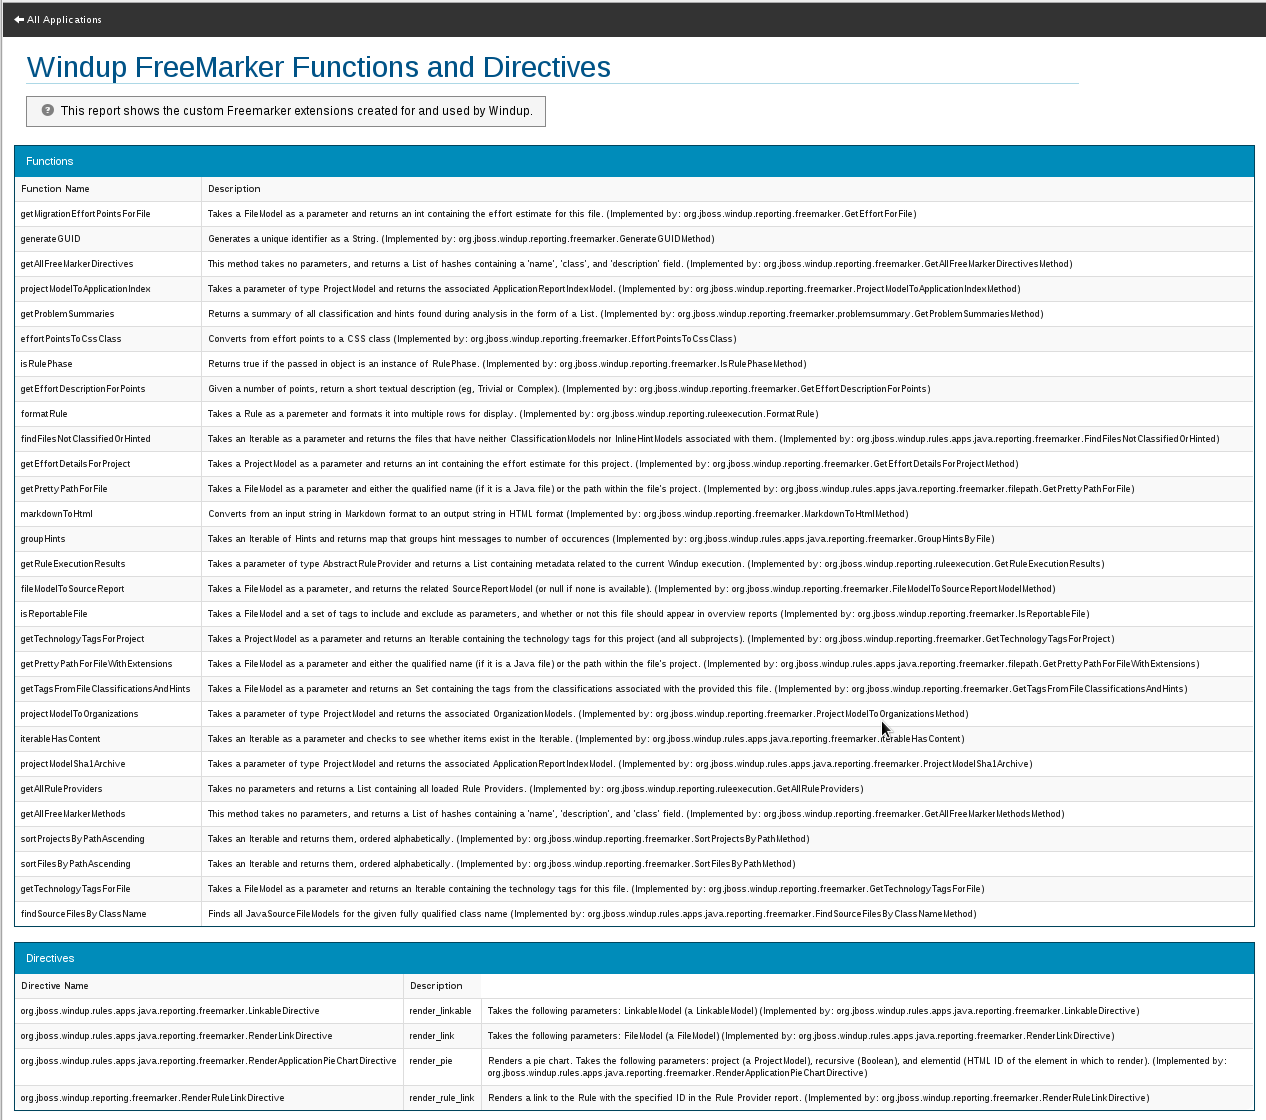 All Applications
Windup FreeMarker Functions and Directives
This report shows the custom Freemarker extensions created for and used by Windup.
Functions
Function Name Description
getMigrationEffortPointsForFile Takes a FileModel as a parameter and returns an int containing the effort estimate for this file. (Implemented by: org.jboss.windup.reporting.freemarker.GetEffortForFile)
generateGUID Generates a unique identifier as a String. (Implemented by: org.jboss.windup.reporting.freemarker.GenerateGUIDMethod)
getAllFreeMarkerDirectives This method takes no parameters, and returns a List of hashes containing a 'name', 'class', and 'description' field. (Implemented by: org.jboss.windup.reporting.freemarker.GetAllFreeMarkerDirectivesMethod)
projectModelToApplicationIndex Takes a parameter of type ProjectModel and returns the associated ApplicationReportIndexModel. (Implemented by: org.jboss.windup.reporting.freemarker.ProjectModelToApplicationIndexMethod)
getProblemSummaries Returns a summary of all classification and hints found during analysis in the form of a List. (Implemented by: org.jboss.windup.reporting.freemarker.problemsummary.GetProblemSummariesMethod)
effortPointsToCssClass Converts from effort points to a CSS class (Implemented by: org.jboss.windup.reporting.freemarker.EffortPointsToCssClass)
isRulePhase Returns true if the passed in object is an instance of RulePhase. (Implemented by: org.jboss.windup.reporting.freemarker.IsRulePhaseMethod)
getEffortDescriptionForPoints Given a number of points, return a short textual description (eg, Trivial or Complex). (Implemented by: org.jboss.windup.reporting.freemarker.GetEffortDescriptionForPoints)
formatRule Takes a Rule as a paremeter and formats it into multiple rows for display. (Implemented by: org.jboss.windup.reporting.ruleexecution.FormatRule)
findFilesNotClassifiedOrHinted Takes an Iterable as a parameter and returns the files that have neither ClassificationModels nor InlineHintModels associated with them. (Implemented by: org.jboss.windup.rules.apps.java.reporting.freemarker.FindFilesNotClassifiedOrHinted)
getEffortDetailsForProject Takes a ProjectModel as a parameter and returns an int containing the effort estimate for this project. (Implemented by: org.jboss.windup.reporting.freemarker.GetEffortDetailsForProjectMethod)
getPrettyPathForFile Takes a FileModel as a parameter and either the qualified name (if it is a Java file) or the path within the file's project. (Implemented by: org.jboss.windup.rules.apps.java.reporting.freemarker.filepath.GetPrettyPathForFile)
markdownToHtml Converts from an input string in Markdown format to an output string in HTML format (Implemented by: org.jboss.windup.reporting.freemarker.MarkdownToHtmlMethod)
groupHints Takes an Iterable of Hints and returns map that groups hint messages to number of occurences (Implemented by: org.jboss.windup.rules.apps.java.reporting.freemarker.GroupHintsByFile)
getRuleExecutionResults Takes a parameter of type AbstractRuleProvider and returns a List containing metadata related to the current Windup execution. (Implemented by: org.jboss.windup.reporting.ruleexecution.GetRuleExecutionResults)
fileModelToSourceReport Takes a FileModel as a parameter, and returns the related SourceReportModel (or null if none is available). (Implemented by: org.jboss.windup.reporting.freemarker.FileModelToSourceReportModelMethod)
isReportableFile Takes a FileModel and a set of tags to include and exclude as parameters, and whether or not this file should appear in overview reports (Implemented by: org.jboss.windup.reporting.freemarker.IsReportableFile)
getTechnologyTagsForProject Takes a ProjectModel as a parameter and returns an Iterable containing the technology tags for this project (and all subprojects). (Implemented by: org.jboss.windup.reporting.freemarker.GetTechnologyTagsForProject)
getPrettyPathForFileWithExtensions Takes a FileModel as a parameter and either the qualified name (if it is a Java file) or the path within the file's project. (Implemented by: org.jboss.windup.rules.apps.java.reporting.freemarker.filepath.GetPrettyPathForFileWithExtensions)
getTagsFromFileClassificationsAndHints Takes a FileModel as a parameter and returns an Set containing the tags from the classifications associated with the provided this file. (Implemented by: org.jboss.windup.reporting.freemarker.GetTagsFromFileClassificationsAndHints)
projectModelToOrganizations Takes a parameter of type ProjectModel and returns the associated OrganizationModels. (Implemented by: org.jboss.windup.reporting.freemarker.ProjectModelToOrganizationsMethod)
iterableHasContent Takes an Iterable as a parameter and checks to see whether items exist in the Iterable. (Implemented by: org.jboss.windup.rules.apps.java.reporting.freemarker.IterableHasContent)
projectModelSha1Archive Takes a parameter of type ProjectModel and returns the associated ApplicationReportIndexModel. (Implemented by: org.jboss.windup.rules.apps.java.reporting.freemarker.ProjectModelSha1Archive)
getAllRuleProviders Takes no parameters and returns a List containing all loaded Rule Providers. (Implemented by: org.jboss.windup.reporting.ruleexecution.GetAllRuleProviders)
getAllFreeMarkerMethods This method takes no parameters, and returns a List of hashes containing a 'name', 'description', and 'class' field. (Implemented by: org.jboss.windup.reporting.freemarker.GetAllFreeMarkerMethodsMethod)
sortProjectsByPathAscending Takes an Iterable and returns them, ordered alphabetically. (Implemented by: org.jboss.windup.reporting.freemarker.SortProjectsByPathMethod)
sortFilesByPathAscending Takes an Iterable and returns them, ordered alphabetically. (Implemented by: org.jboss.windup.reporting.freemarker.SortFilesByPathMethod)
getTechnologyTagsForFile Takes a FileModel as a parameter and returns an Iterable containing the technology tags for this file. (Implemented by: org.jboss.windup.reporting.freemarker.GetTechnologyTagsForFile)
findSourceFilesByClassName Finds all JavaSourceFileModels for the given fully qualified class name (Implemented by: org.jboss.windup.rules.apps.java.reporting.freemarker.FindSourceFilesByClassNameMethod)
Directives
Directive Name Description
org.jboss.windup.rules.apps.java.reporting.freemarker.LinkableDirective render_linkable Takes the following parameters: LinkableModel (a LinkableModel) (Implemented by: org.jboss.windup.rules.apps.java.reporting.freemarker.LinkableDirective)
org.jboss.windup.rules.apps.java.reporting.freemarker.RenderLinkDirective render_link Takes the following parameters: FileModel (a FileModel) (Implemented by: org.jboss.windup.rules.apps.java.reporting.freemarker.RenderLinkDirective)
org.jboss.windup.rules.apps.java.reporting.freemarker.RenderApplicationPieChartDirective render_pie Renders a pie chart. Takes the following parameters: project (a ProjectModel), recursive (Boolean), and elementid (HTML ID of the element in which to render). (Implemented by:
org.jboss.windup.rules.apps.java.reporting.freemarker.RenderApplicationPieChartDirective)
org.jboss.windup.reporting.freemarker.RenderRuleLinkDirective render_rule_link Renders a link to the Rule with the specified ID in the Rule Provider report. (Implemented by: org.jboss.windup.reporting.freemarker.RenderRuleLinkDirective)